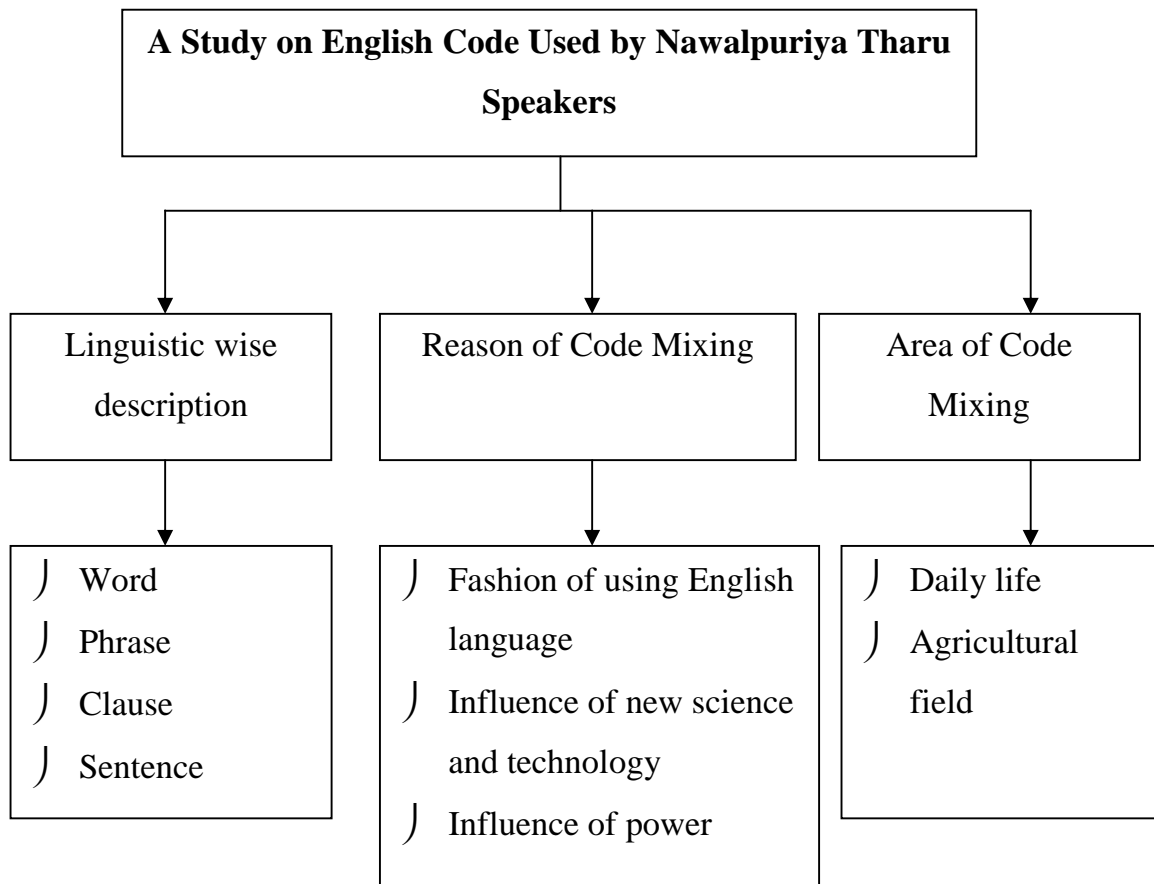 A Study on English Code Used by Nawalpuriya Tharu
Speakers
Linguistic wise
description
Reason of Code Mixing
Area of Code
Mixing
Word
Phrase
Clause
Sentence
Fashion of using English
language
Influence of new science
and technology
Influence of power
Daily life
Agricultural
field